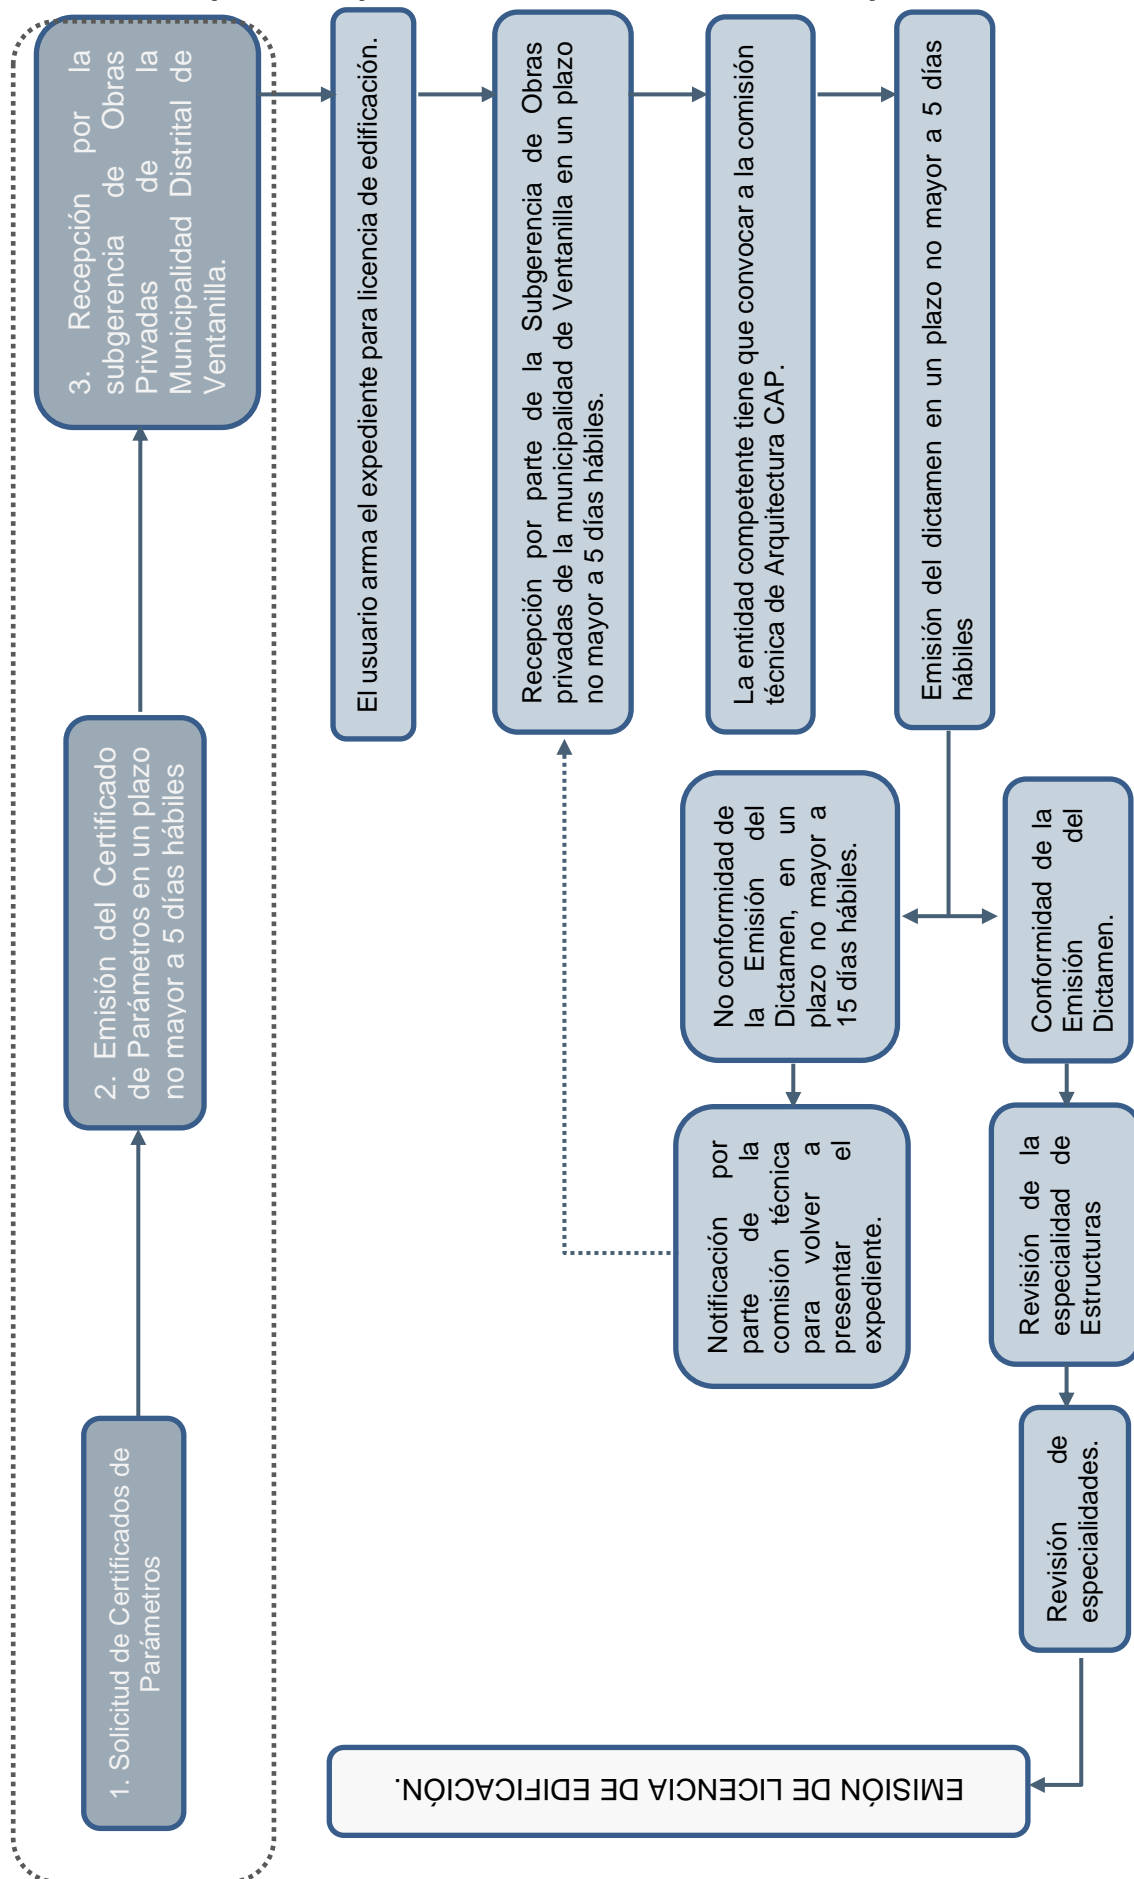 1. Solicitud de Certificados de
Parámetros
2. Emisión del Certificado
de Parámetros en un plazo
no mayor a 5 días hábiles
3. Recepción por la
subgerencia de Obras
Privadas de la
Municipalidad Distrital de
Ventanilla.
El usuario arma el expediente para licencia de edificación.
Recepción por parte de la Subgerencia de Obras
privadas de la municipalidad de Ventanilla en un plazo
no mayor a 5 días hábiles.
La entidad competente tiene que convocar a la comisión
técnica de Arquitectura CAP.
Emisión del dictamen en un plazo no mayor a 5 días
hábiles
No conformidad de
la Emisión del
Dictamen, en un
plazo no mayor a
15 días hábiles.
Notificación por
parte de la
comisión técnica
para volver a
presentar el
expediente.
Conformidad de la
Emisión del
Dictamen.
Revisión de la
especialidad de
Estructuras
Revisión de
especialidades.
EMISIÓN DE LICENCIA DE EDIFICACIÓN.